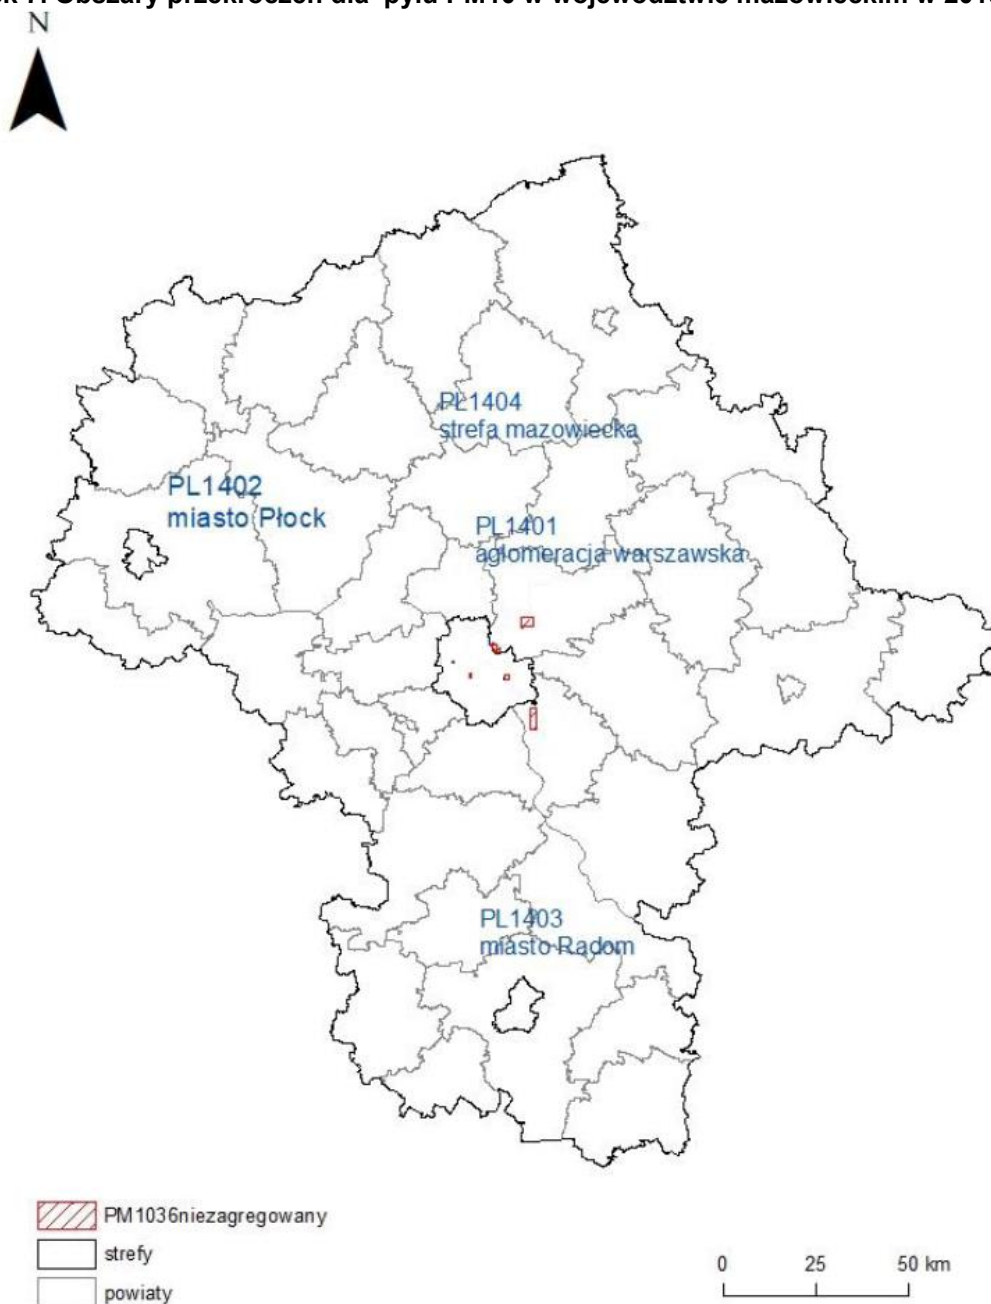 N
PL1404
strefa mazowiecka
PL1402
miasto Płock
PL1401
aglomeracja warszawska
PL1403
miasto Radom
PM1036niezagregowany
strefy
powiaty
0 25 50 km